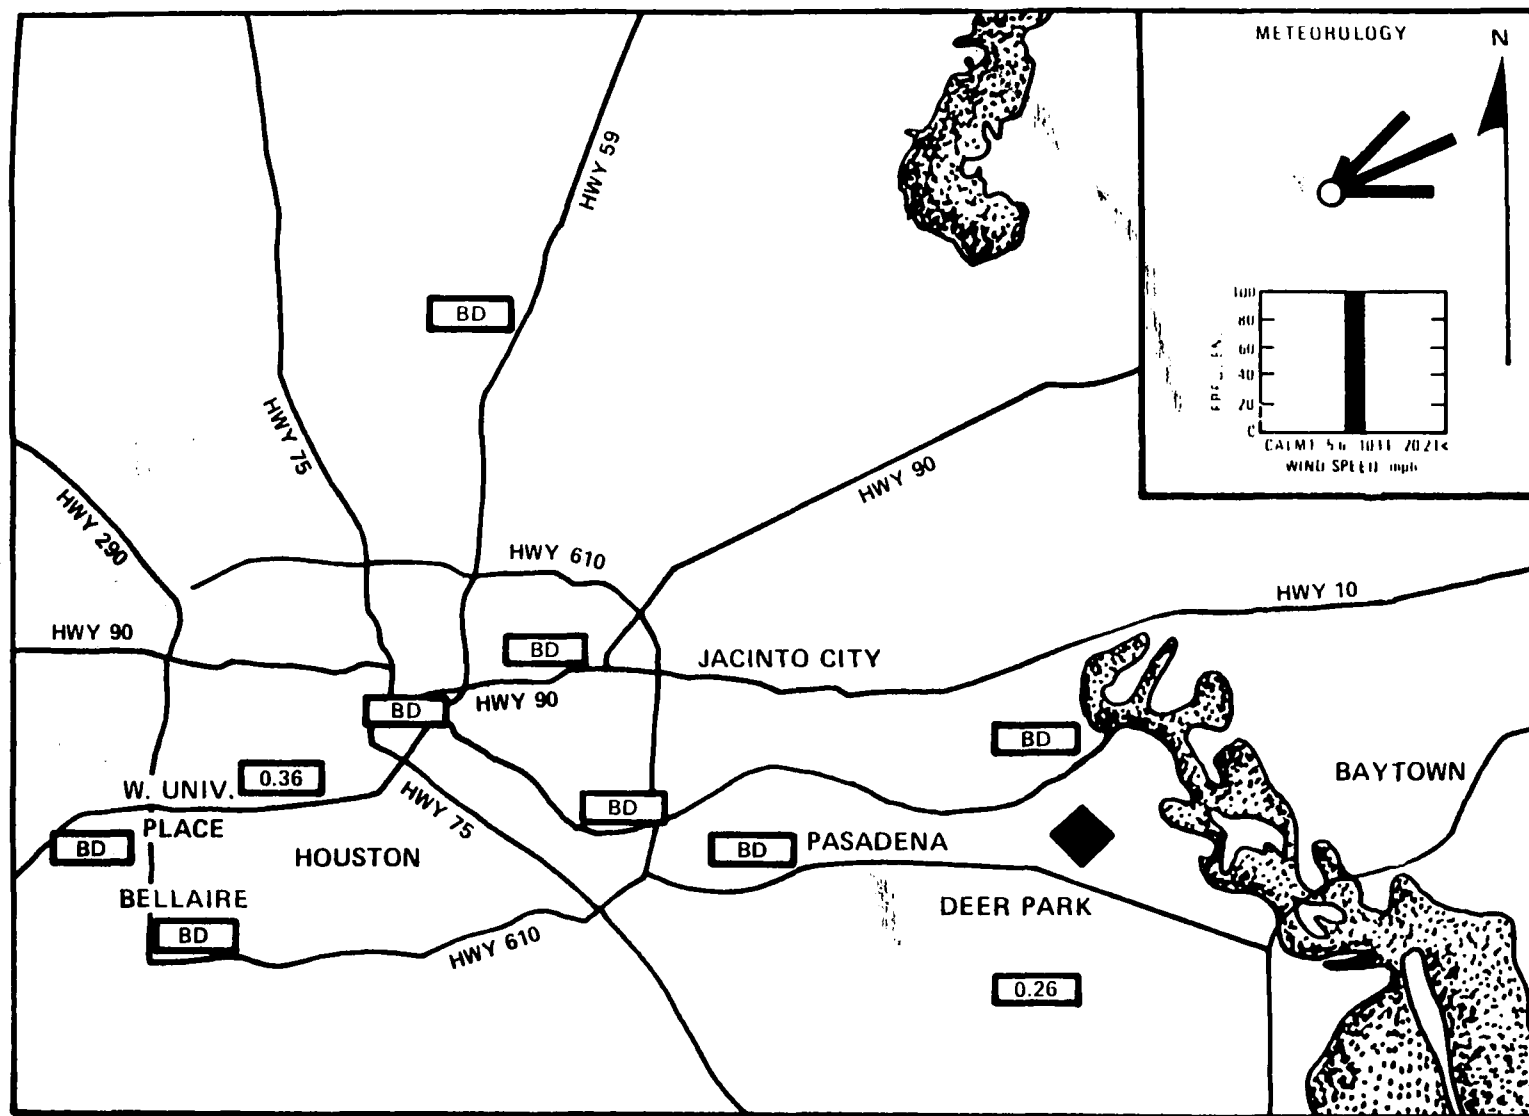 METEOROLOGY
N
HWY 59
BD
100
80
60
40
20
HWY 75
HWY 90
WIND SPEED mph
HWY 290
HWY 610
HWY 10
HWY 90
BD
JACINTO CITY
BD
HWY 90
BD
BAYTOWN
0.36
W. UNIV.
PLACE
HWY 75
BD
BD
HOUSTON
BD
PASADENA
BELLAIRE
DEER PARK
BD
HWY 610
0.26